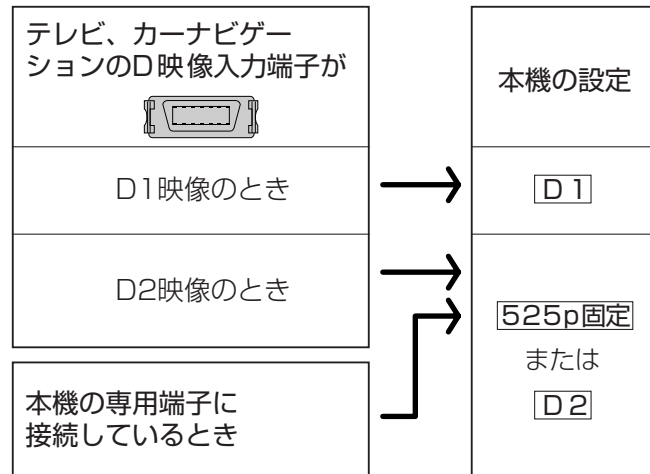 テレビ、カーナビゲー
ションのD映像入力端子が
D1映像のとき
D2映像のとき
本機の専用端子に
接続しているとき
本機の設定
D1
525p固定
または
D2